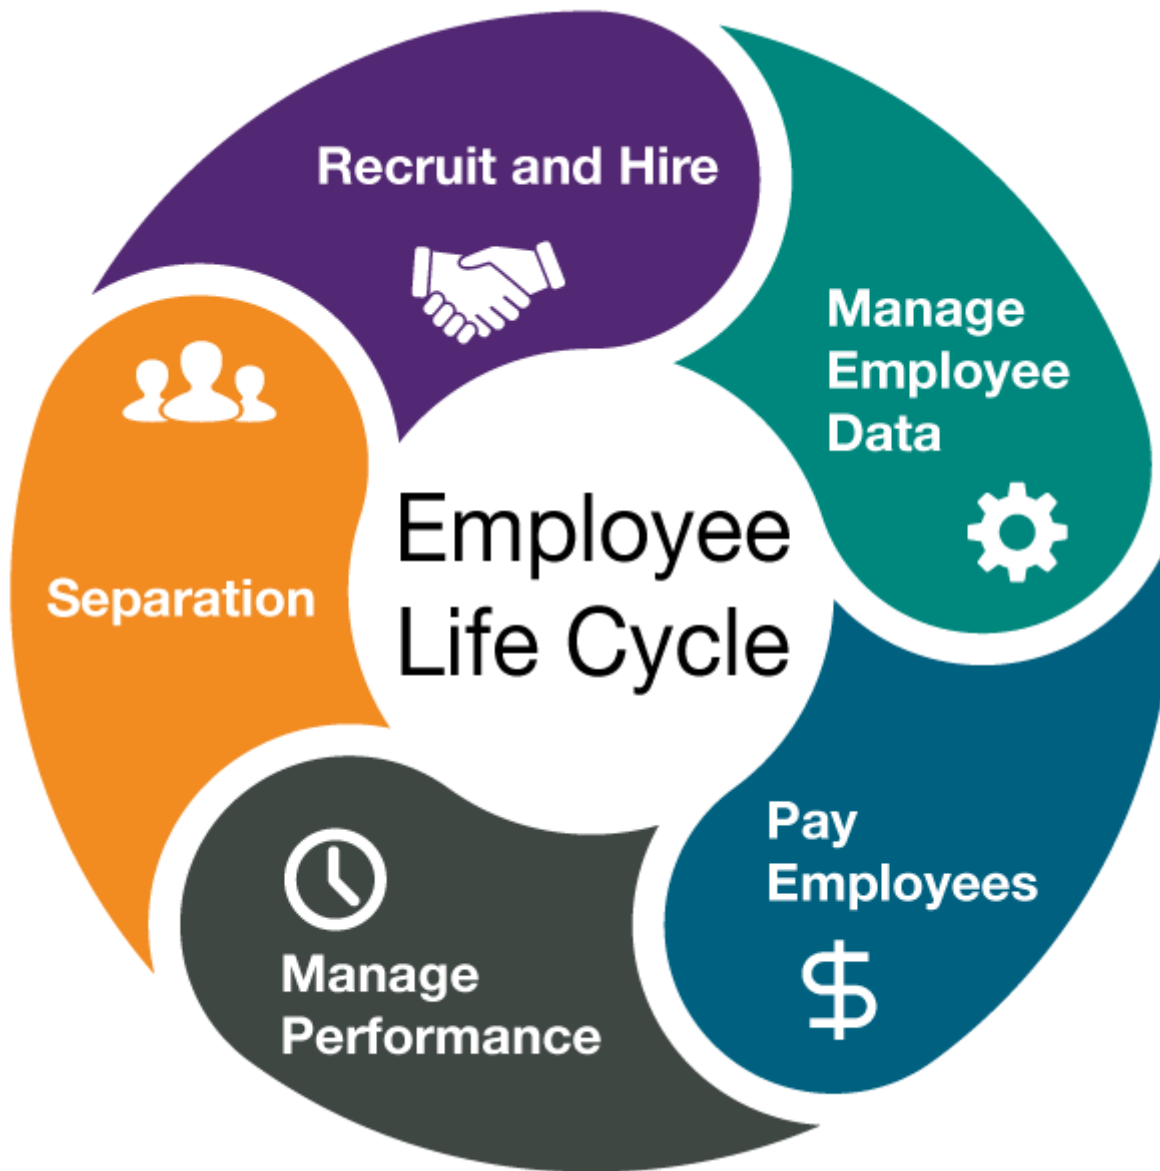 Recruit and Hire
Manage
Employee
Data
Pay
Employees
$
Manage
Performance
Separation
Employee
Life Cycle